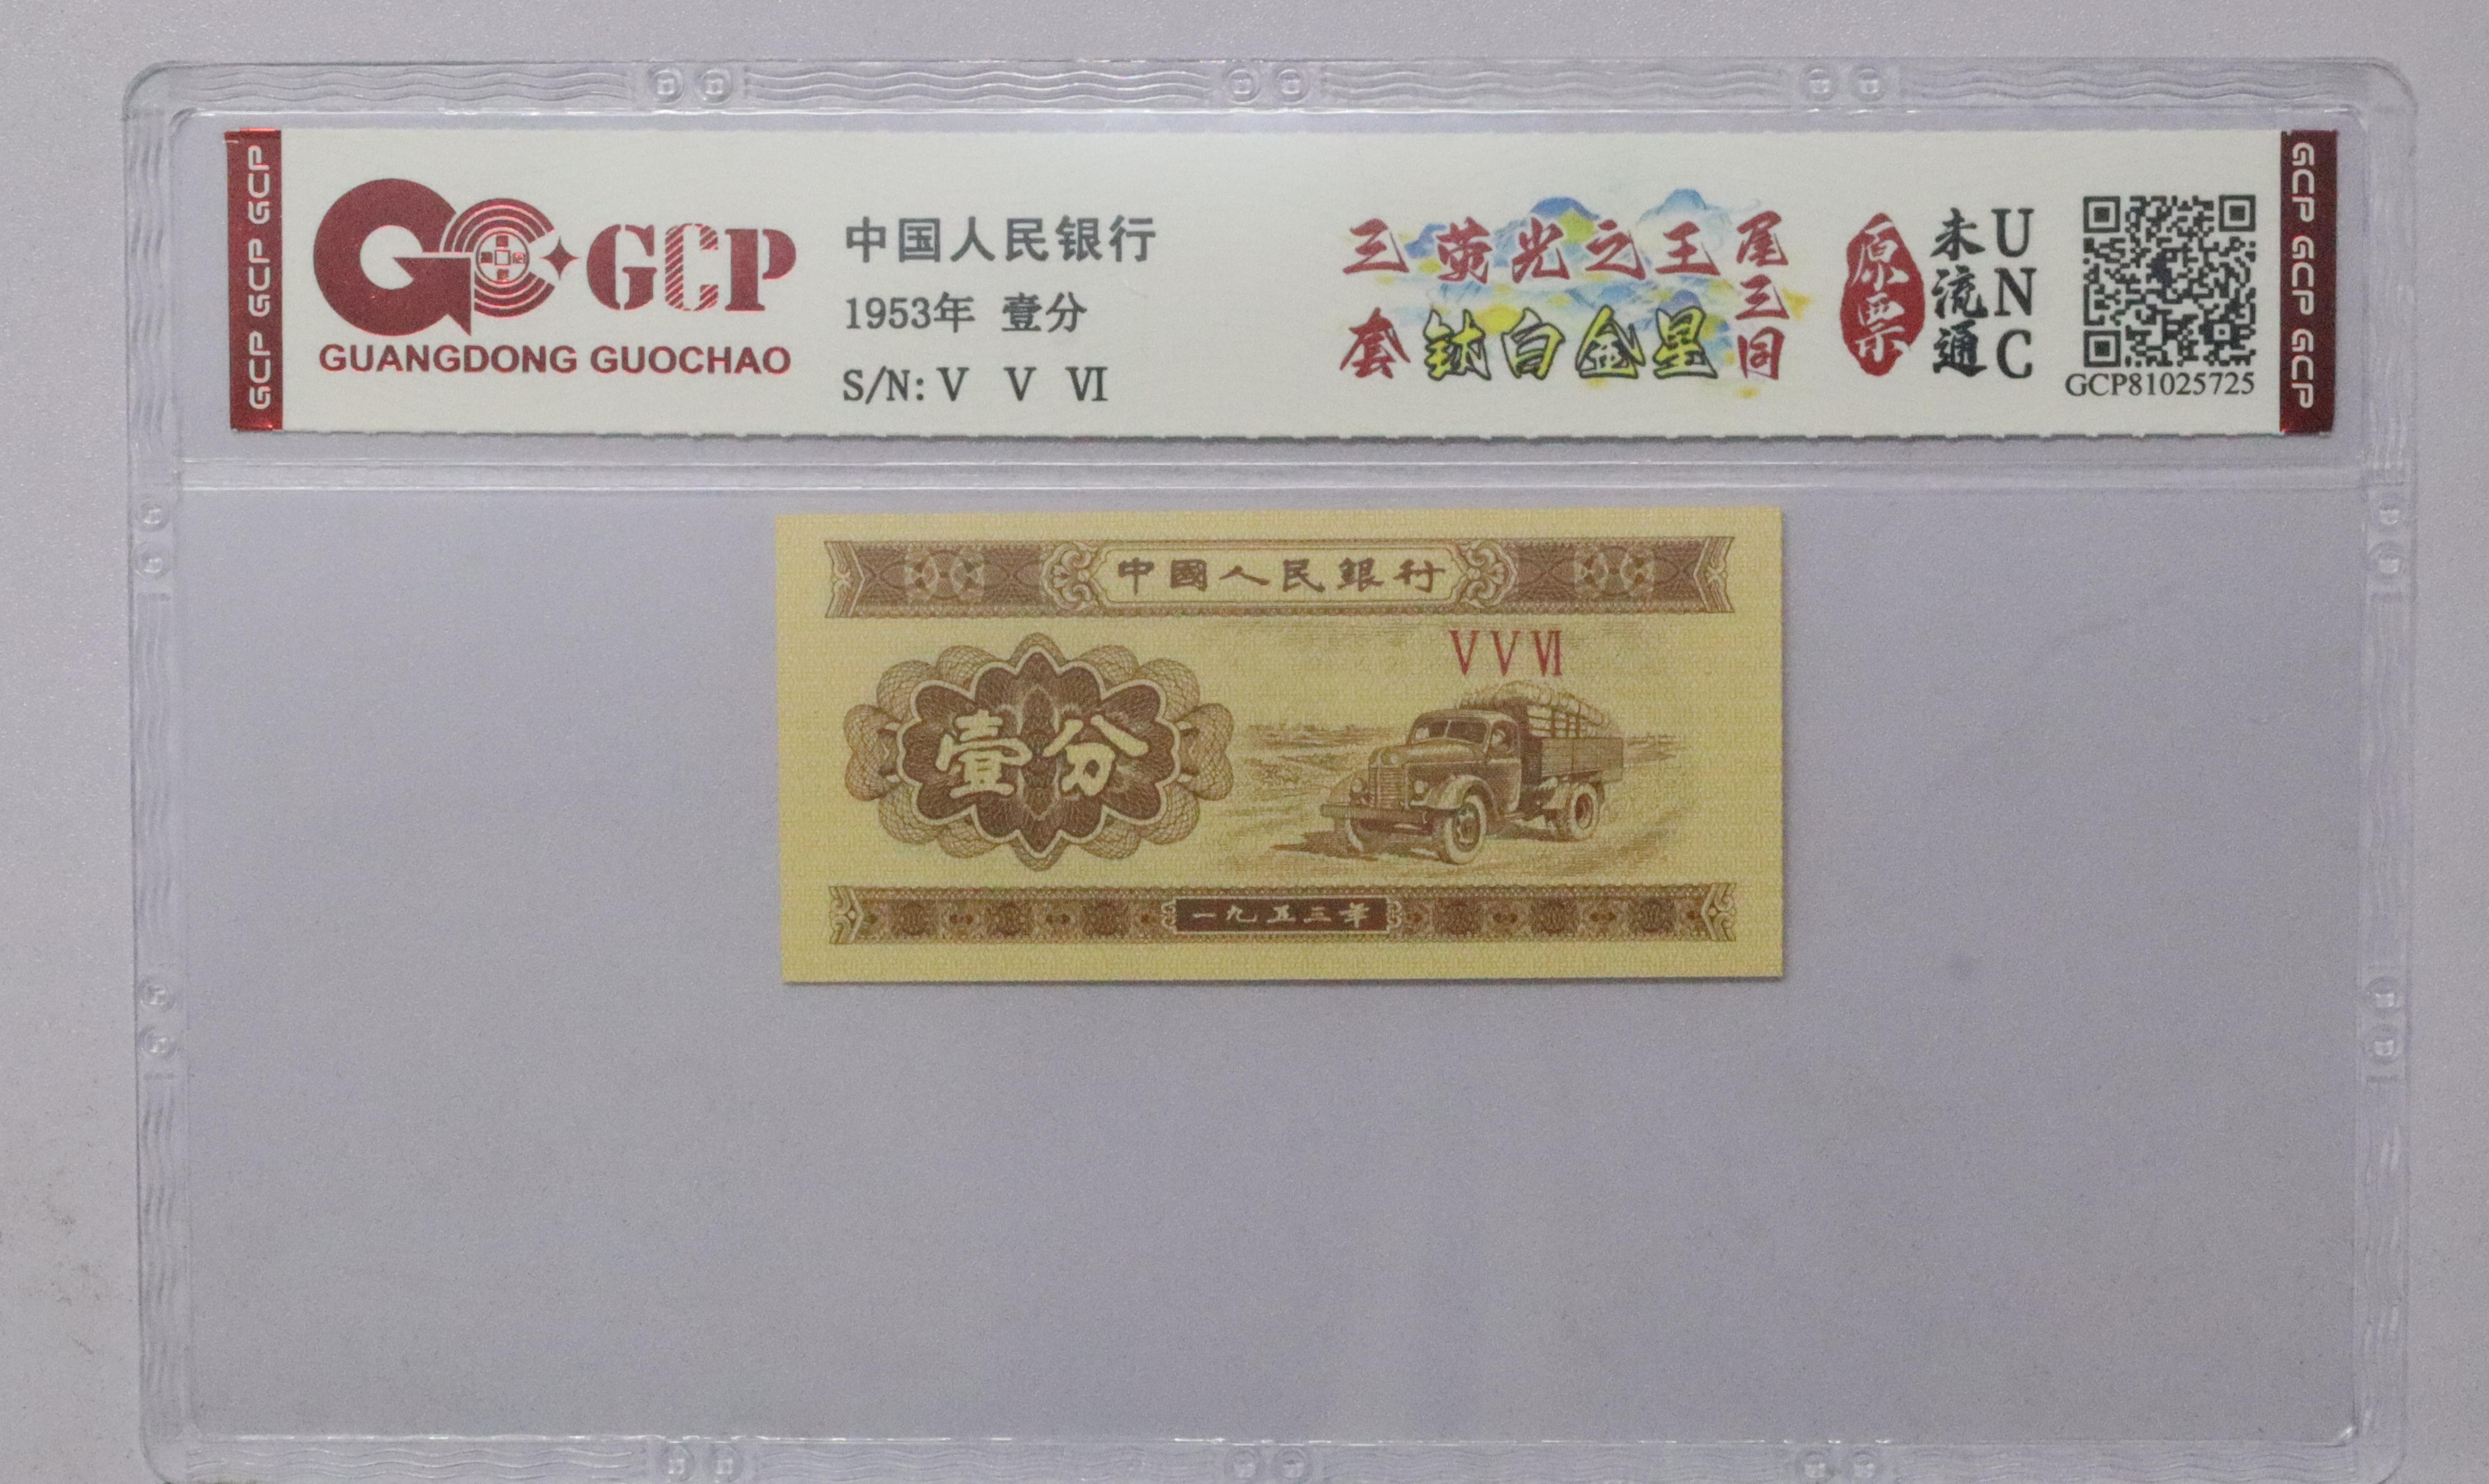 GCP GCP GCP
GCP
GUANGDONG GUOCHAO
中国人民银行
1953年 壹分
S/N: V V VI
三荧光之王
套钛白金星
尾三同
原票
未流通
UNC
GCP81025725
GCP GCP GCP
中國人民銀行
V V VI
壹分
一九五三年